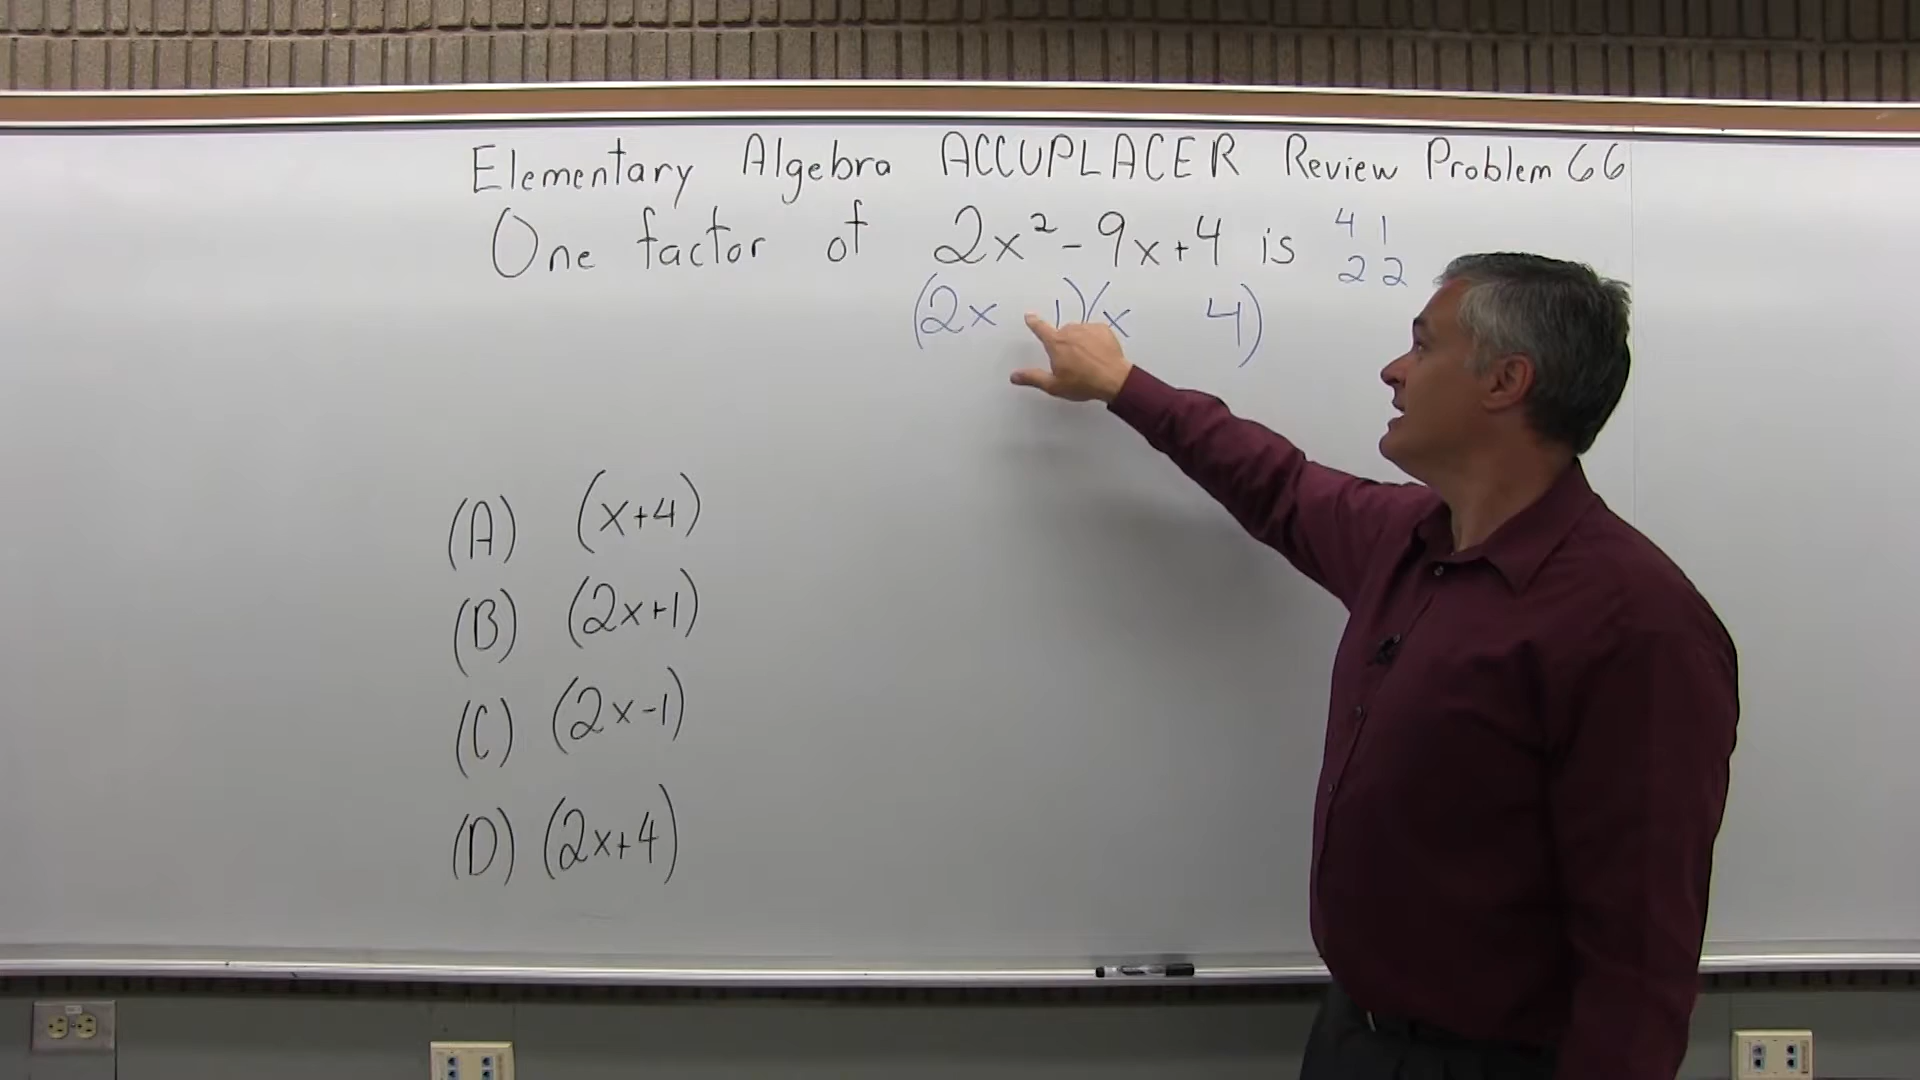 Elementary Algebra ACCUPLACER Review Problem 66
One factor of 2x² - 9x + 4 is
4 1
2 2
(2x 1)(x 4)
(A) (x+4)
(B) (2x+1)
(C) (2x-1)
(D) (2x+4)